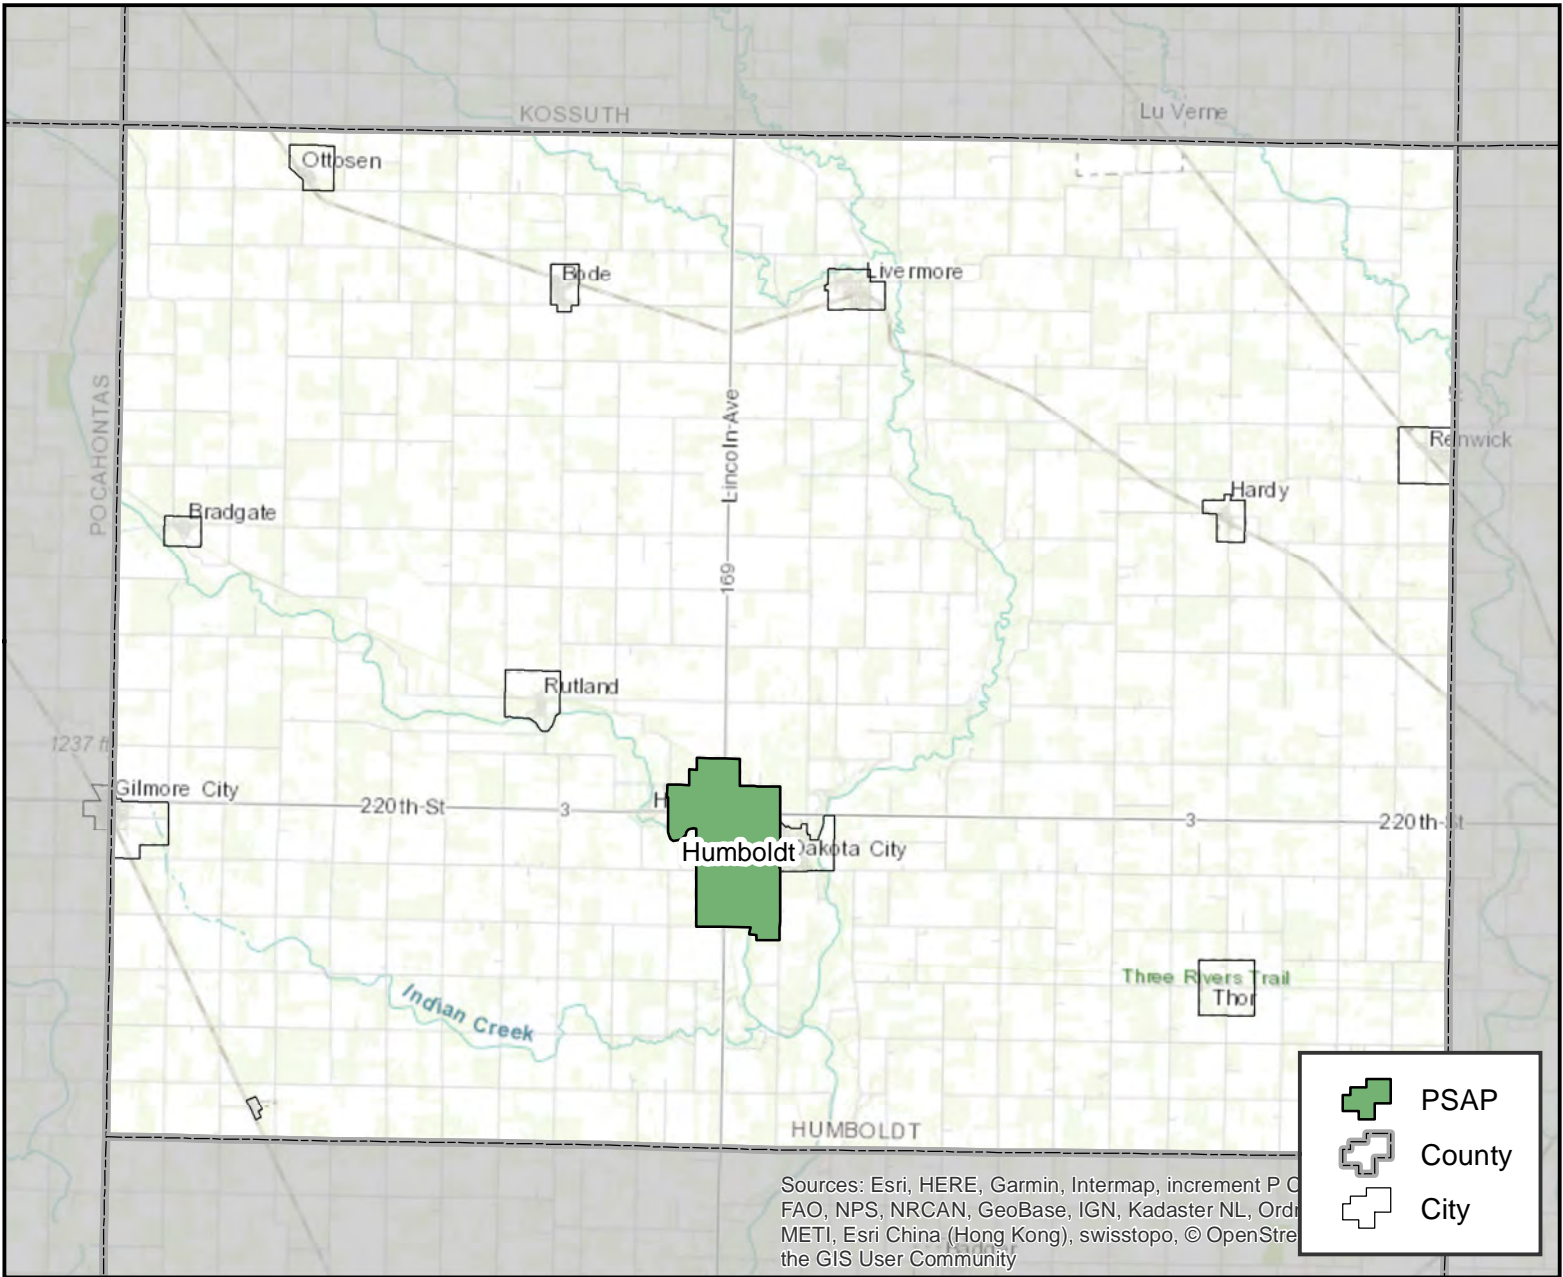 KOSSUTH
Lu Verne
Ottosen
Bode
Livermore
POCAHONTAS
Lincoln-Ave
Renwick
Hardy
Bradgate
169
Rutland
1237 ft
Gilmore City
220th-St
3
H
3
220th-St
Humboldt
Dakota City
Three Rivers Trail
Thor
Indian Creek
HUMBOLDT
PSAP
County
City
Sources: Esri, HERE, Garmin, Intermap, increment P C
FAO, NPS, NRCAN, GeoBase, IGN, Kadaster NL, Ordn
METI, Esri China (Hong Kong), swisstopo, © OpenStre
the GIS User Community
Badger